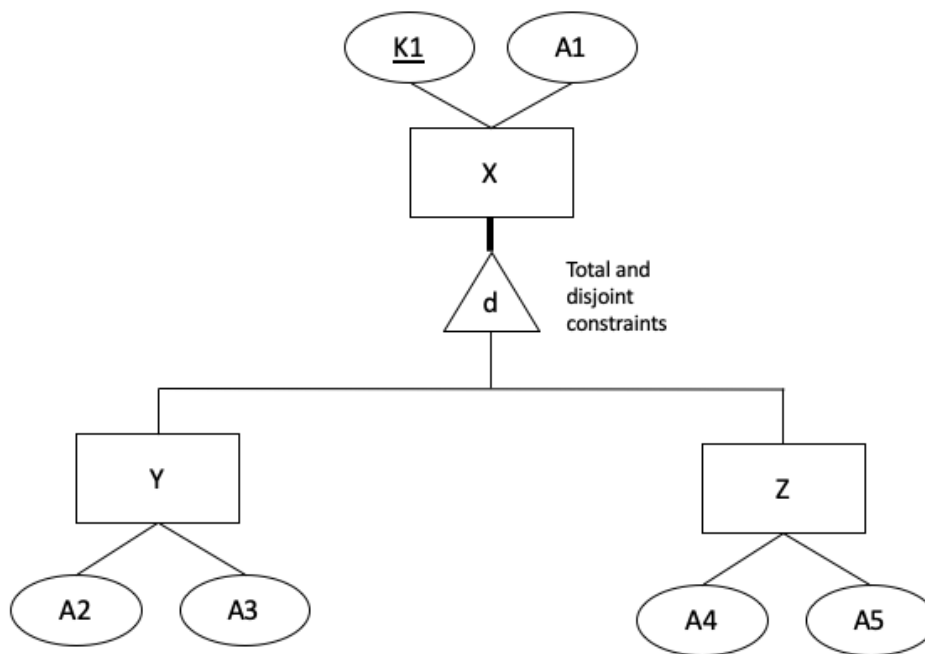 K1
A1
X
d
Total and
disjoint
constraints
Y
Z
A2
A3
A4
A5